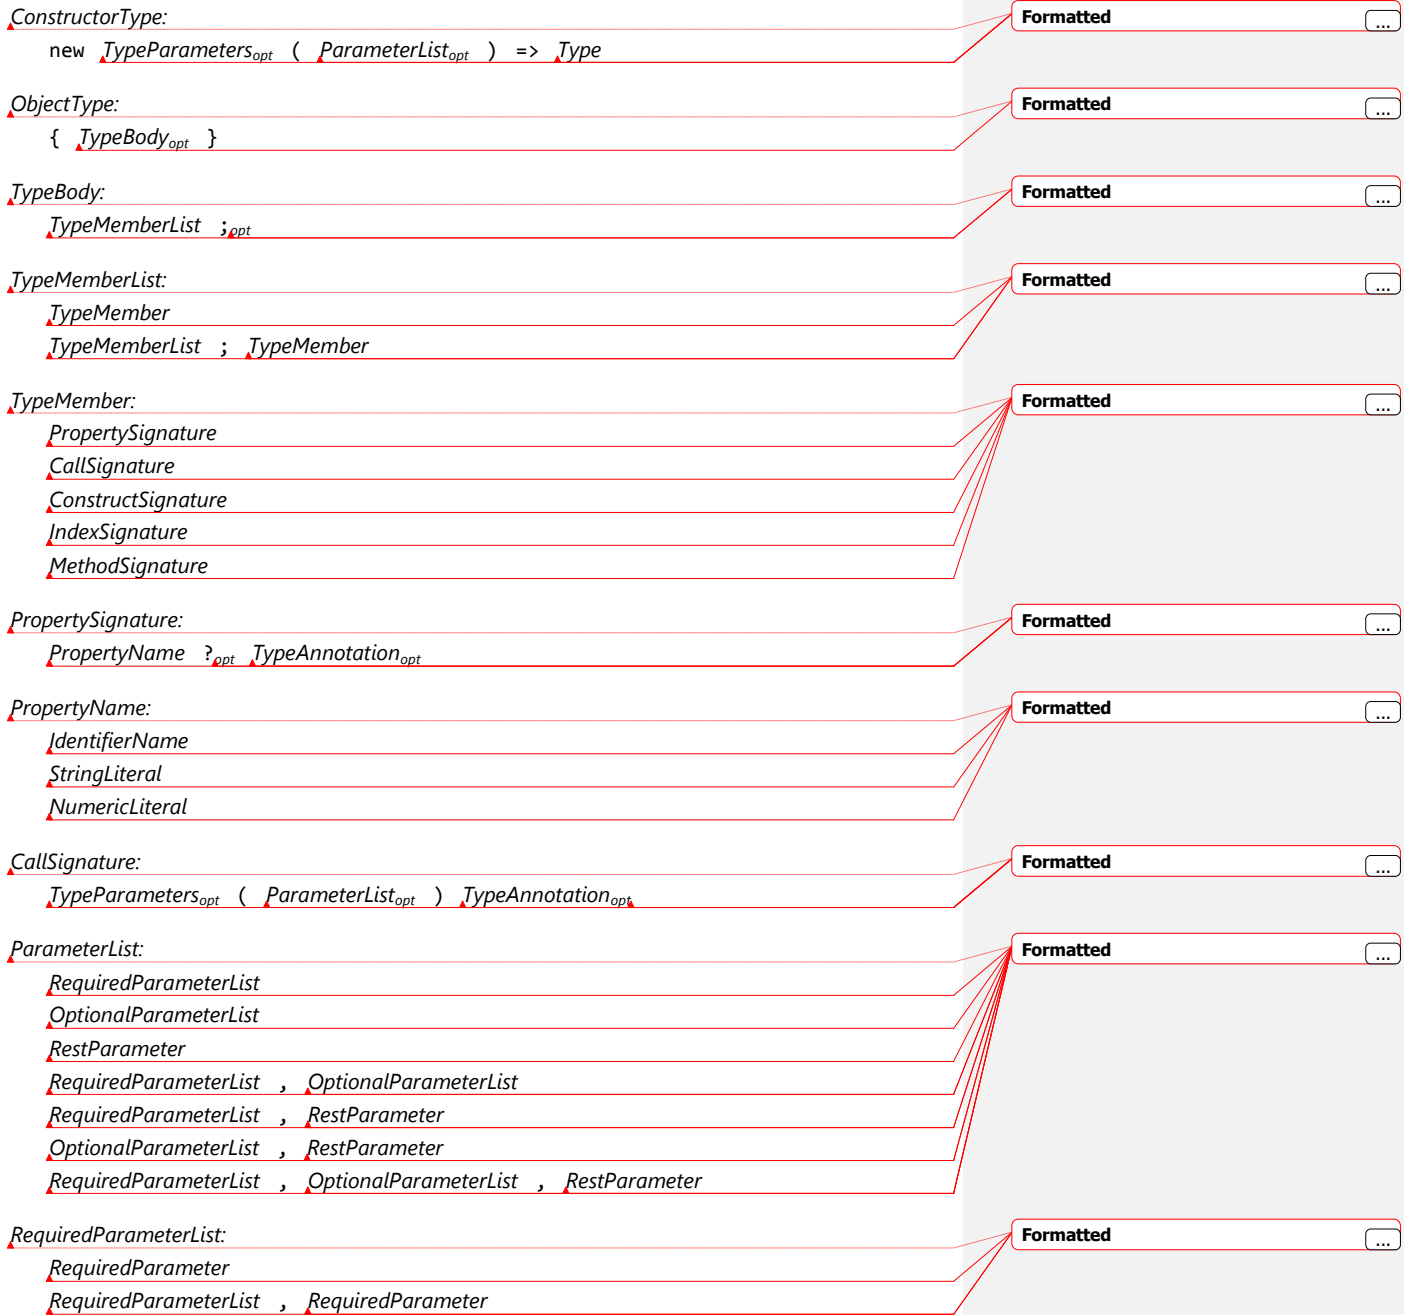 ConstructorType:
Formatted ...
new TypeParametersopt ( ParameterListopt ) => Type
ObjectType:
Formatted ...
{ TypeBodyopt }
TypeBody:
Formatted ...
TypeMemberList ;opt
TypeMemberList:
Formatted ...
TypeMember
TypeMemberList ; TypeMember
TypeMember:
Formatted ...
PropertySignature
CallSignature
ConstructSignature
IndexSignature
MethodSignature
PropertySignature:
Formatted ...
PropertyName ?opt TypeAnnotationopt
PropertyName:
Formatted ...
IdentifierName
StringLiteral
NumericLiteral
CallSignature:
Formatted ...
TypeParametersopt ( ParameterListopt ) TypeAnnotationopt
ParameterList:
Formatted ...
RequiredParameterList
OptionalParameterList
RestParameter
RequiredParameterList , OptionalParameterList
RequiredParameterList , RestParameter
OptionalParameterList , RestParameter
RequiredParameterList , OptionalParameterList , RestParameter
RequiredParameterList:
Formatted ...
RequiredParameter
RequiredParameterList , RequiredParameter